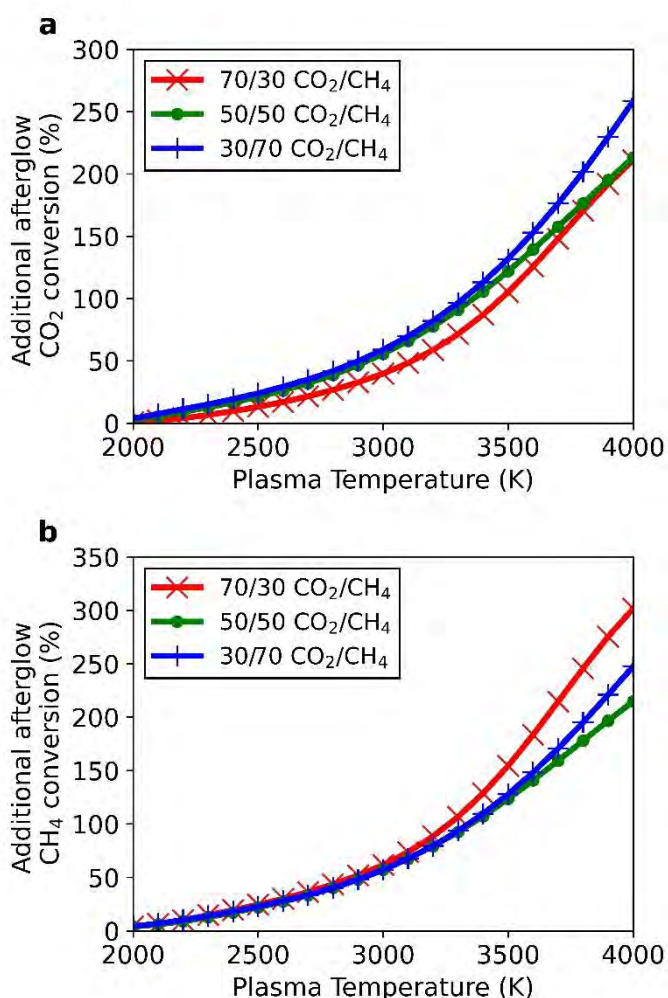 a
300
250
200
150
100
50
0
Additional afterglow
CO₂ conversion (%)
70/30 CO₂/CH₄
50/50 CO₂/CH₄
30/70 CO₂/CH₄
2000 2500 3000 3500 4000
Plasma Temperature (K)
b
350
300
250
200
150
100
50
0
Additional afterglow
CH₄ conversion (%)
70/30 CO₂/CH₄
50/50 CO₂/CH₄
30/70 CO₂/CH₄
2000 2500 3000 3500 4000
Plasma Temperature (K)